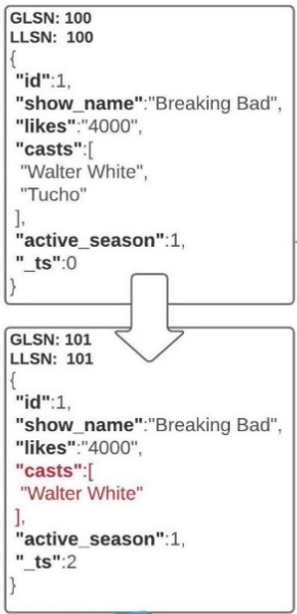 GLSN: 100
LLSN: 100
{
"id":1,
"show_name":"Breaking Bad",
"likes":"4000",
"casts":[
"Walter White",
"Tucho"
],
"active_season":1,
"_ts":0
}
GLSN: 101
LLSN: 101
{
"id":1,
"show_name":"Breaking Bad",
"likes":"4000",
"casts":[
"Walter White"
],
"active_season":1,
"_ts":2
}